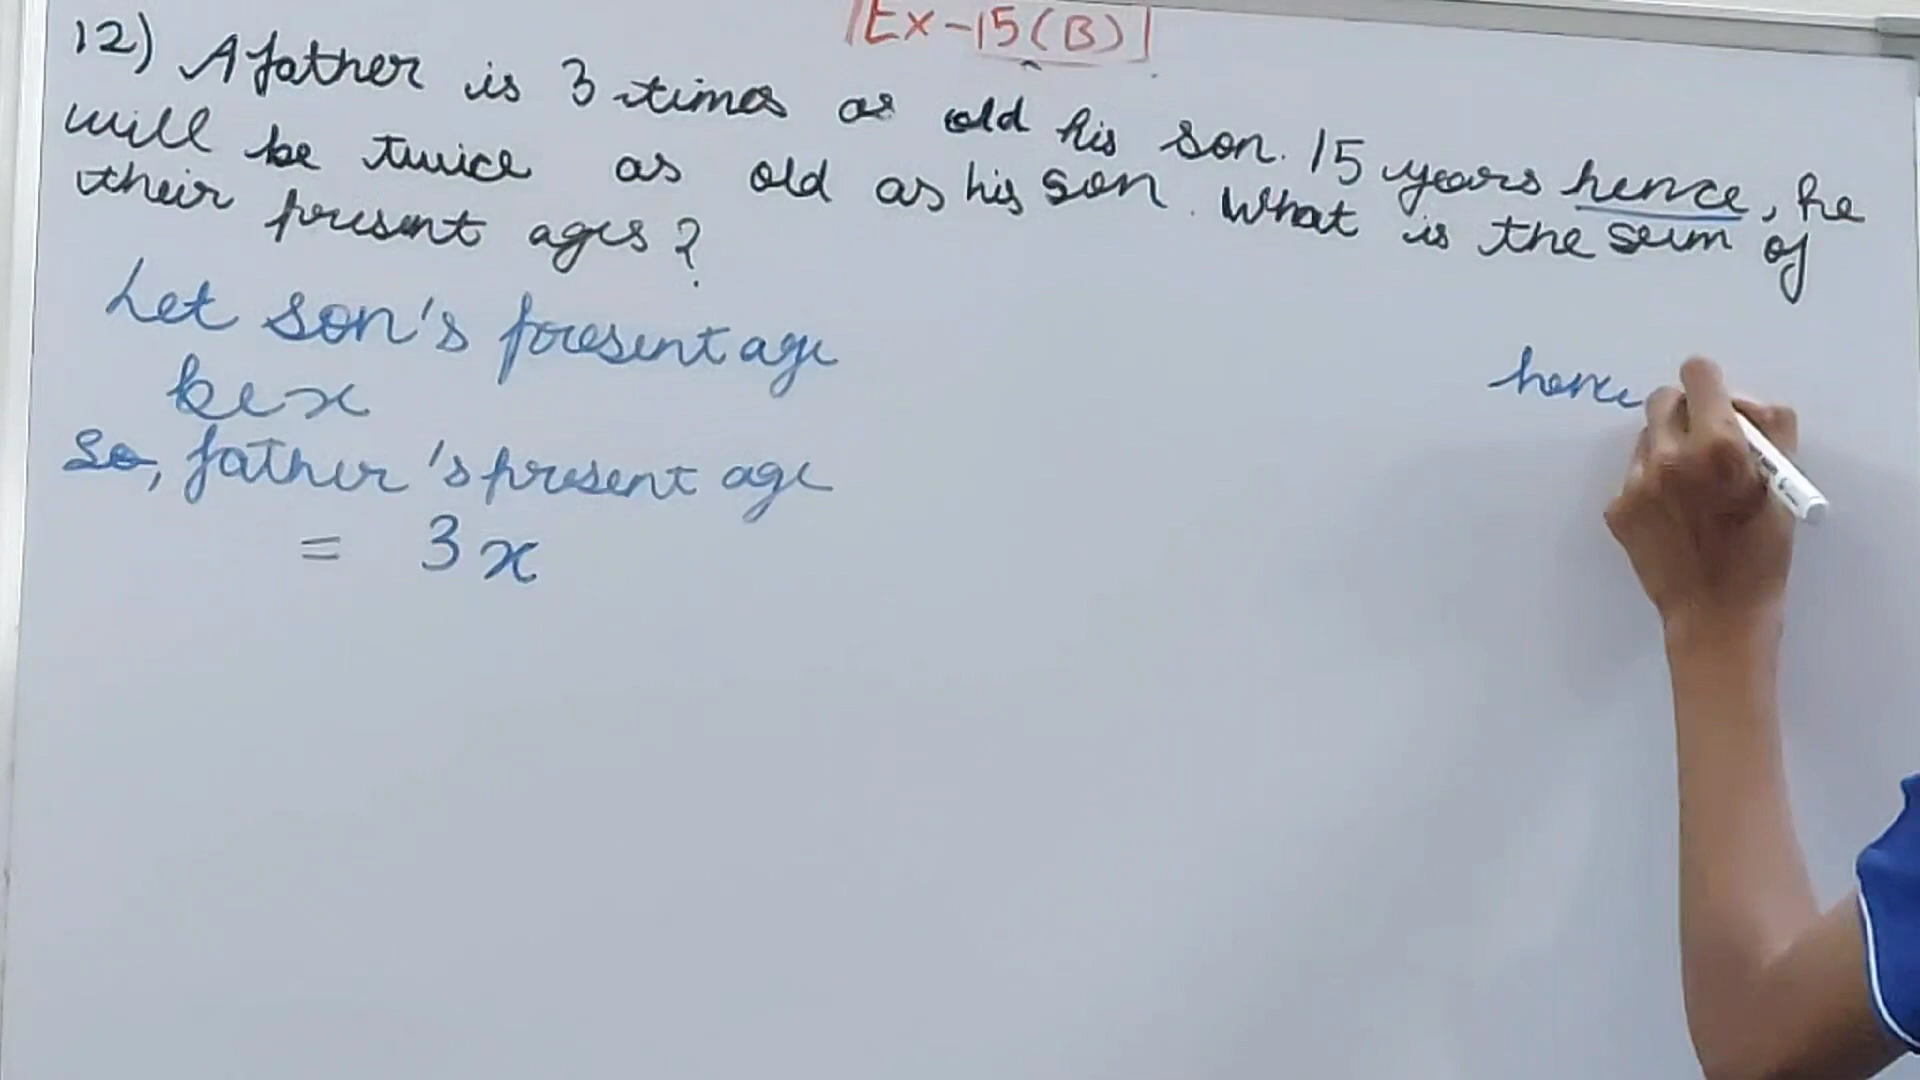 Ex-15(B)
12) A father is 3 times as old his son. 15 years hence, he
will be twice as old as his son. What is the sum of
their present ages?
Let son's present age
be x
So, father's present age
= 3x
hence